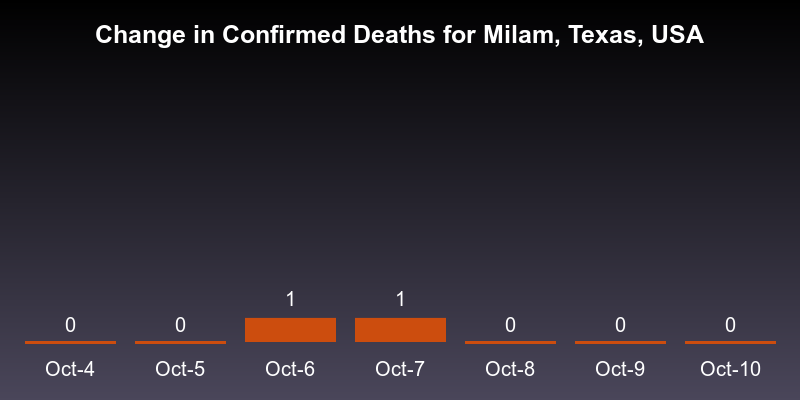 Change in Confirmed Deaths for Milam, Texas, USA
1 1
0 0 0 0 0
Oct-4 Oct-5 Oct-6 Oct-7 Oct-8 Oct-9 Oct-10